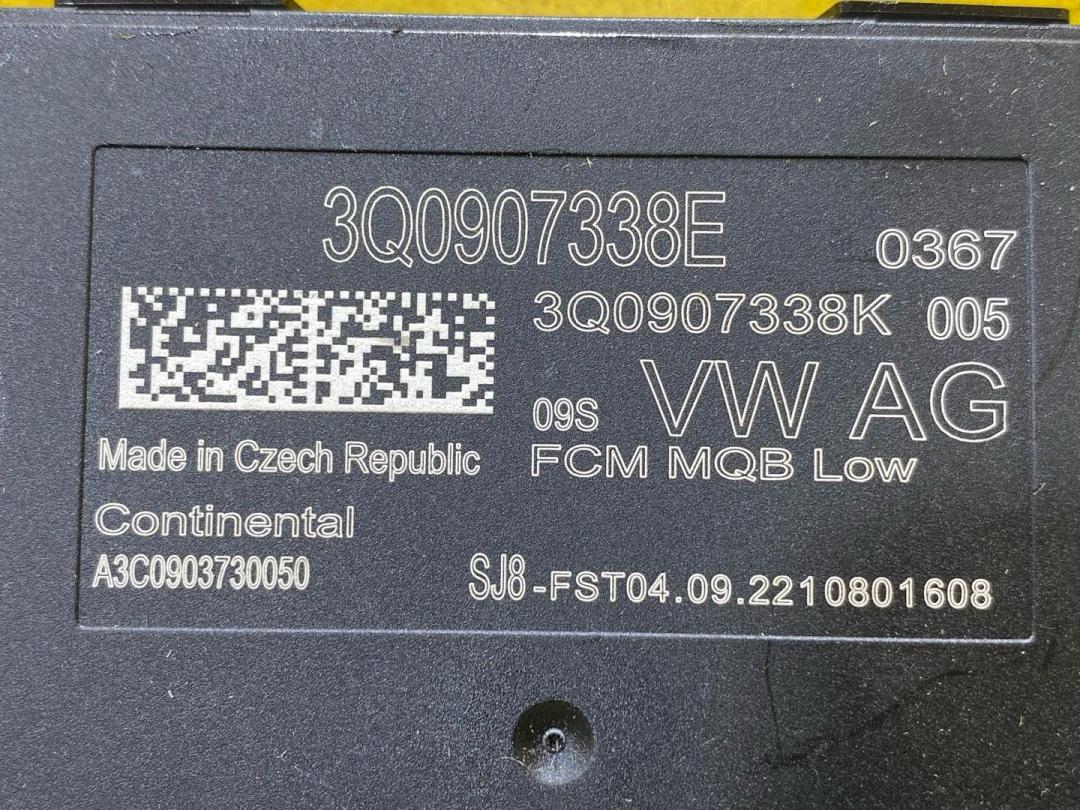 3Q0907338E
0367
3Q0907338K 005
09S VW AG
Made in Czech Republic
FCM MQB Low
Continental
A3C0903730050
SJ8-FST04.09.2210801608